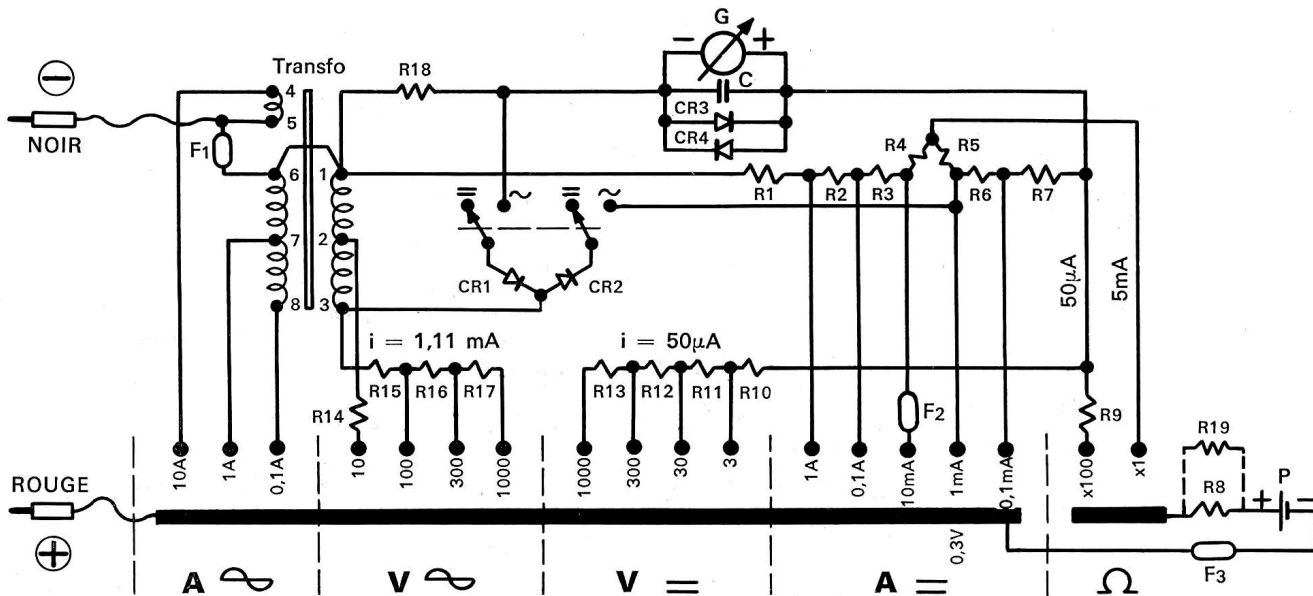 G
− +
C
CR3
CR4
Transfo
R18
⊖
NOIR
F1
4
5
6 1
7 2
8 3
R4 R5
R1 R2 R3 R6 R7
= ~ = ~
CR1 CR2
50µA
5mA
i = 1,11 mA
i = 50µA
R15 R16 R17
R13 R12 R11 R10
R14
F2
R9
R19
R8
+ P −
ROUGE
⊕
10A 1A 0,1A
10 100 300 1000
1000 300 30 3
1A 0,1A 10mA 1mA 0,1mA
x100 x1
0,3V
F3
A ~ V ~ V = A = Ω